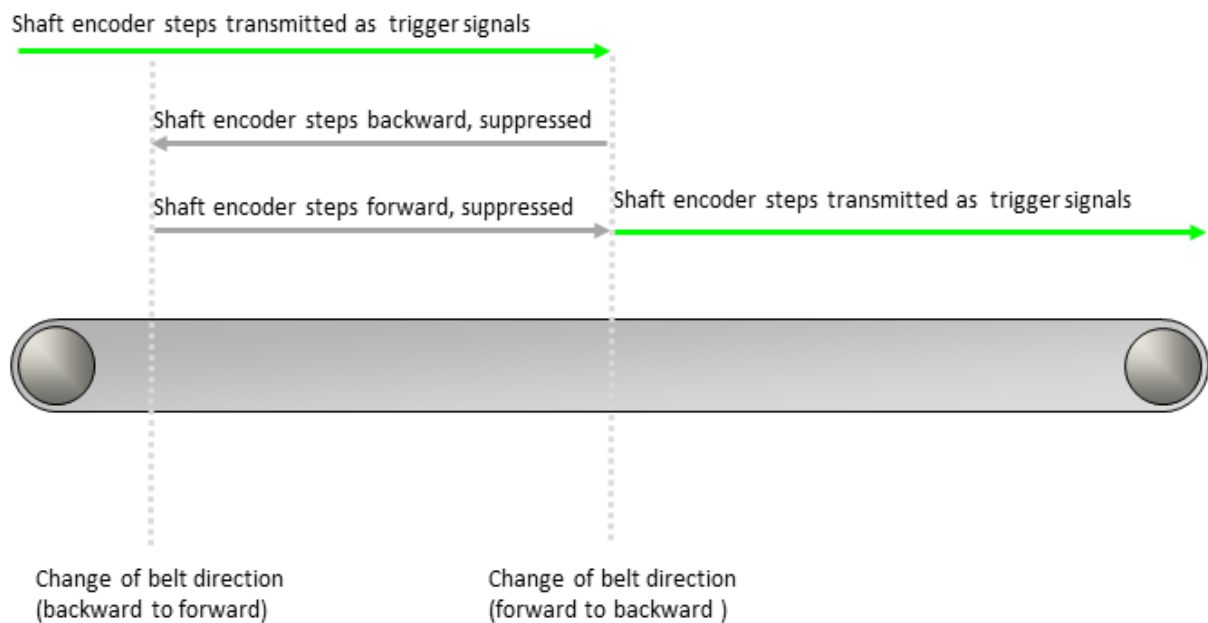 Shaft encoder steps transmitted as trigger signals
Shaft encoder steps backward, suppressed
Shaft encoder steps forward, suppressed
Shaft encoder steps transmitted as trigger signals
Change of belt direction
(backward to forward)
Change of belt direction
(forward to backward )